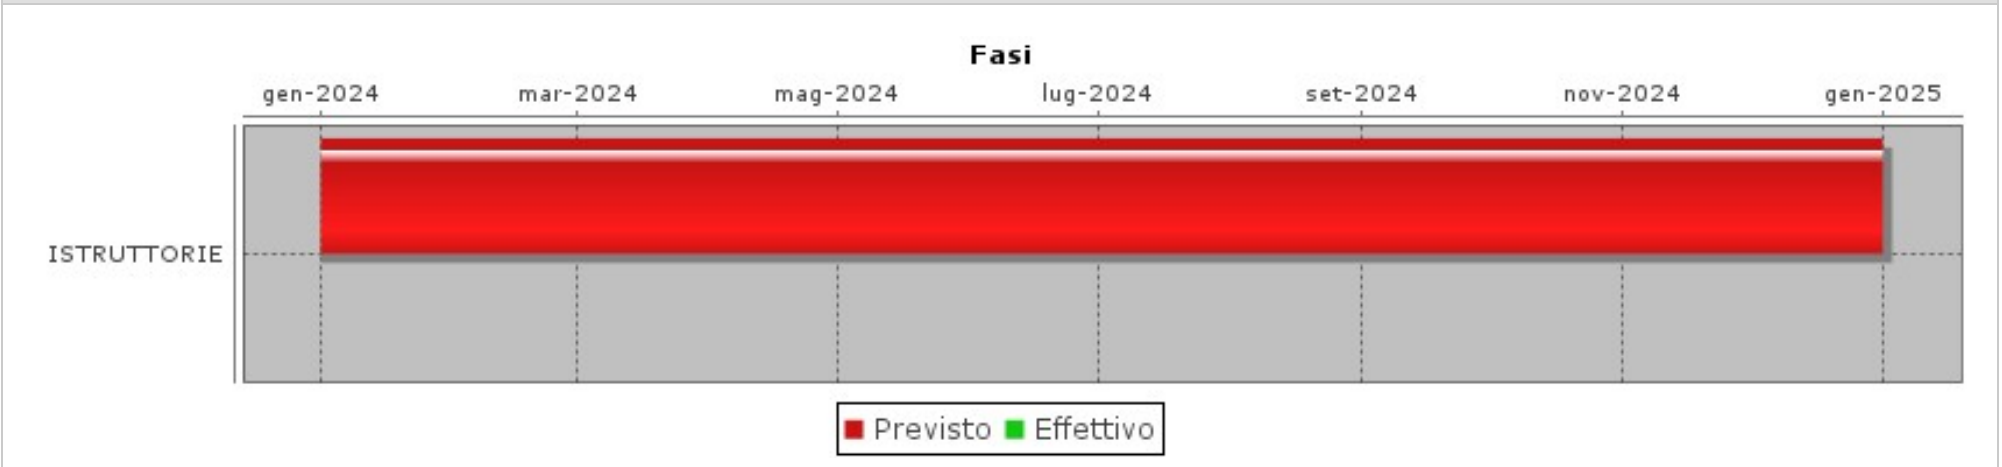 Fasi
gen-2024 mar-2024 mag-2024 lug-2024 set-2024 nov-2024 gen-2025
ISTRUTTORIE
Previsto Effettivo